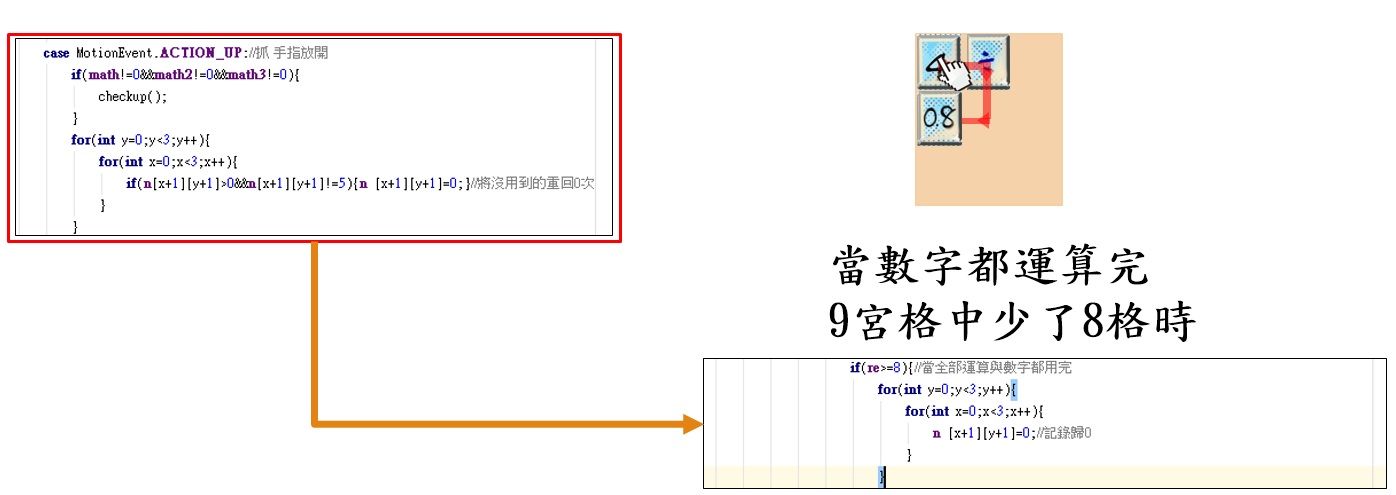 case MotionEvent.ACTION_UP://抓 手指放開
if(math!=0&&math2!=0&&math3!=0){
checkup();
}
for(int y=0;y<3;y++){
for(int x=0;x<3;x++){
if(n[x+1][y+1]>0&&n[x+1][y+1]!=5){n [x+1][y+1]=0;}//將沒用到的重回0次
}
}
4
÷
0.8
當數字都運算完
9宮格中少了8格時
if(re>=8){//當全部運算與數字都用完
for(int y=0;y<3;y++){
for(int x=0;x<3;x++){
n [x+1][y+1]=0;//記錄歸0
}
}